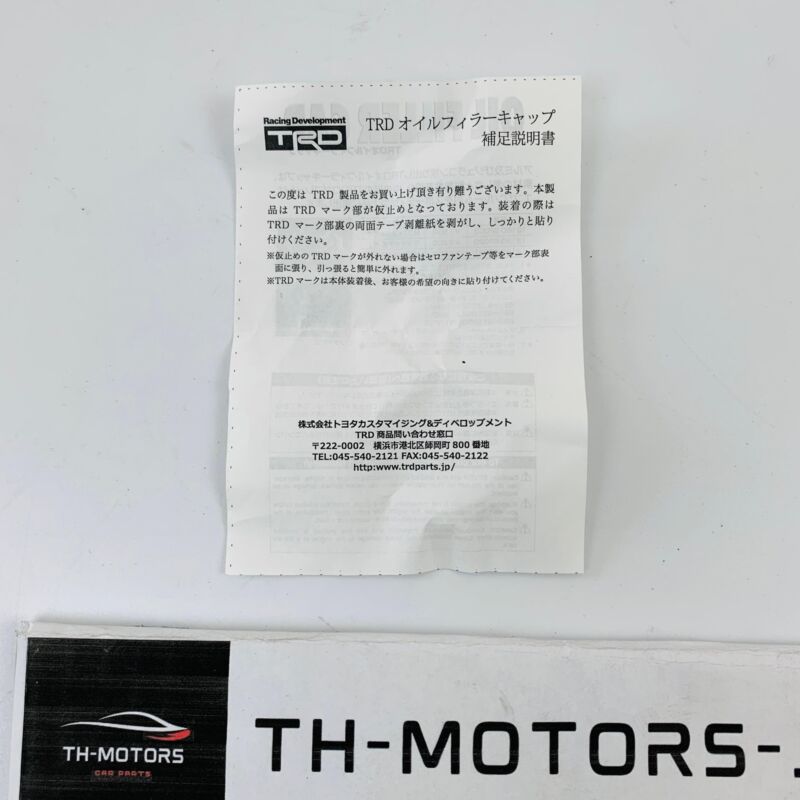 Racing Development
TRD
TRD オイルフィラーキャップ
補足説明書
この度は TRD 製品をお買い上げ頂き有り難うございます。本製
品は TRD マーク部が仮止めとなっております。装着の際は
TRD マーク部裏の両面テープ剥離紙を剥がし、しっかりと貼り
付けください。
※仮止めの TRD マークが外れない場合はセロファンテープ等をマーク部表
面に張り、引っ張ると簡単に外れます。
※TRDマークは本体装着後、お客様の希望の向きに貼り付けてください。
株式会社トヨタカスタマイジング&ディベロップメント
TRD 商品問い合わせ窓口
〒222-0002 横浜市港北区師岡町 800 番地
TEL:045-540-2121 FAX:045-540-2122
http:www.trdparts.jp/
TH-MOTORS
CAR PARTS
TH-MOTORS-